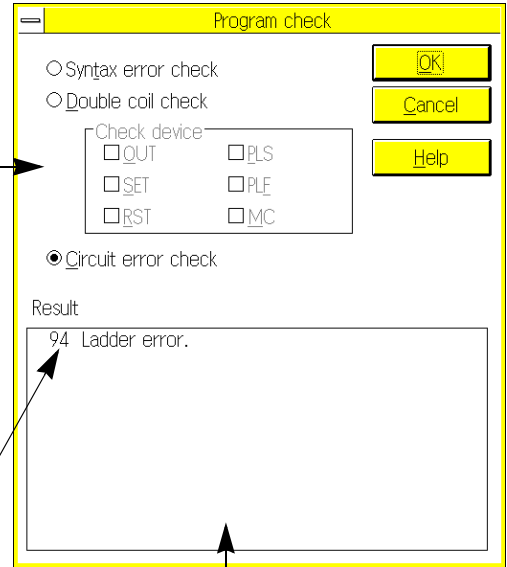 Program check
Syntax error check
Double coil check
Check device
OUT PLS
SET PLF
RST MC
Circuit error check
OK
Cancel
Help
Result
94 Ladder error.